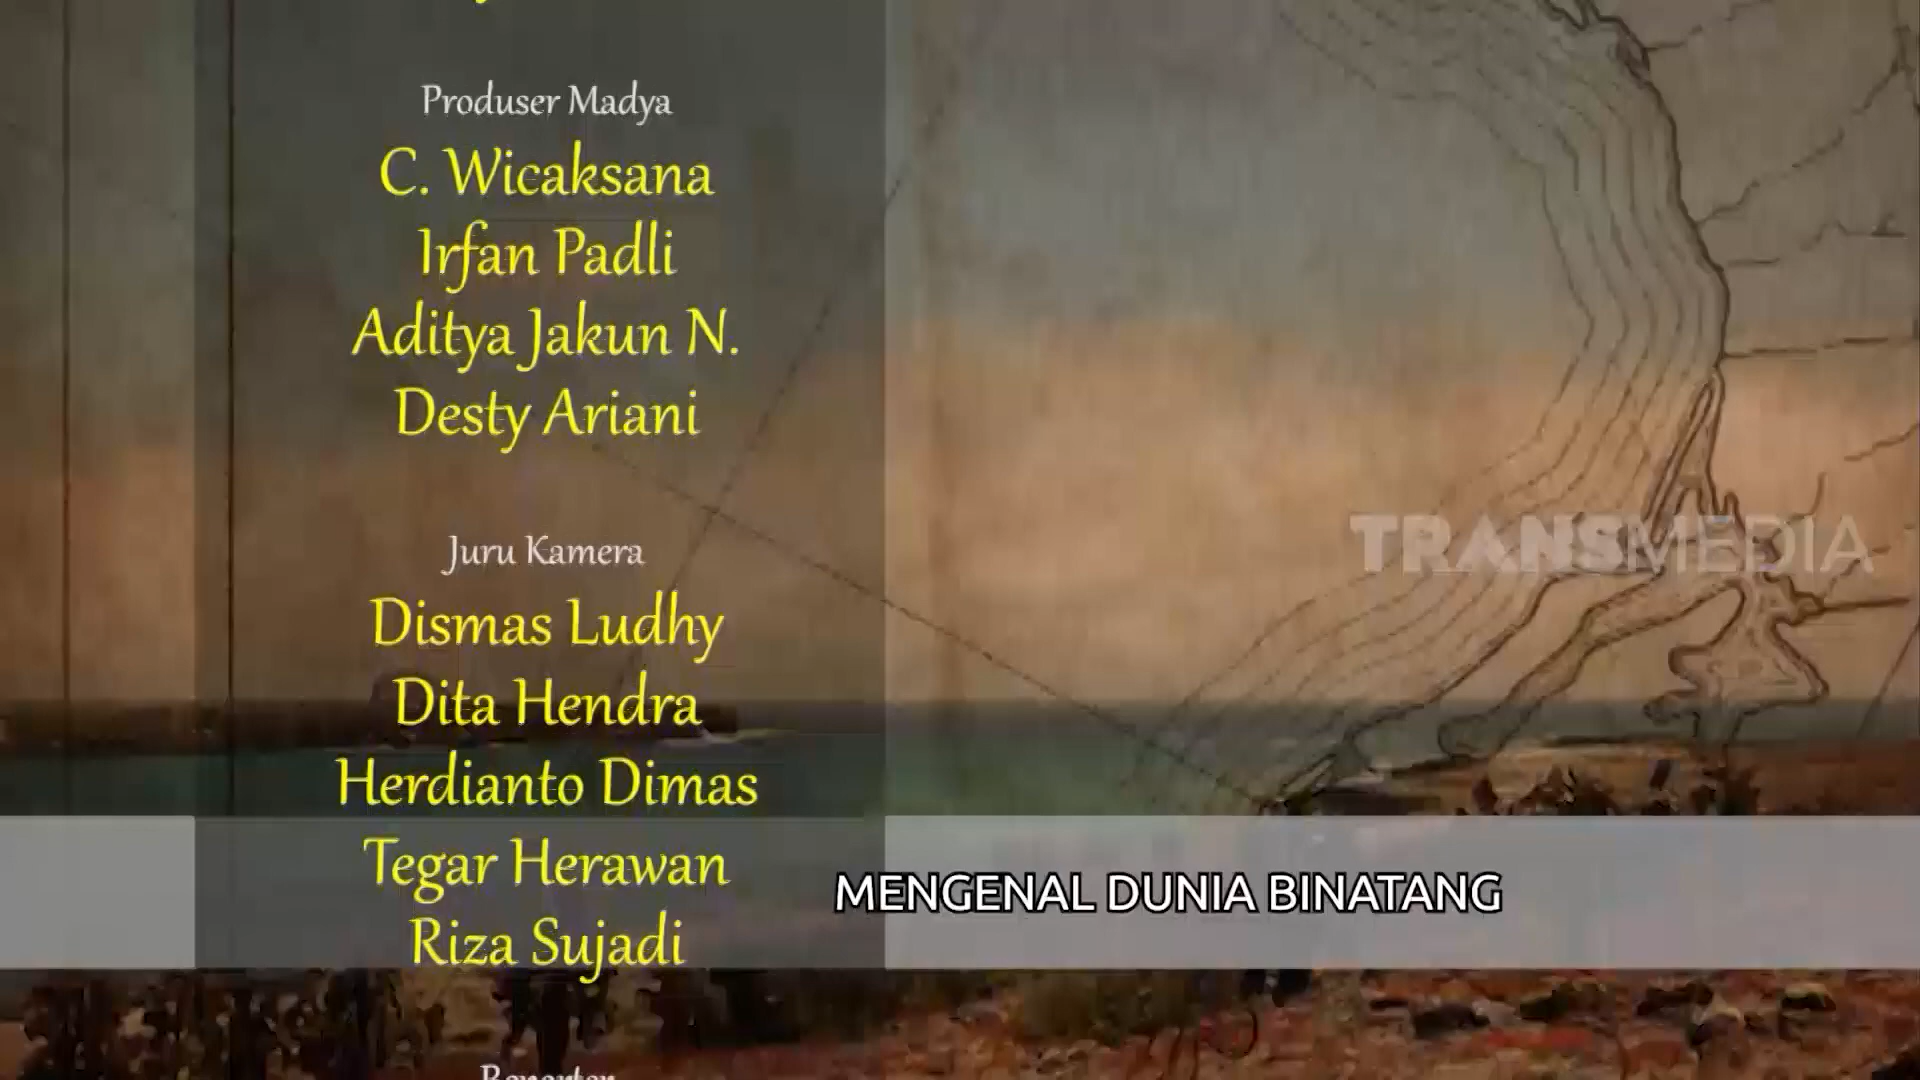 Produser Madya
C. Wicaksana
Irfan Padli
Aditya Jakun N.
Desty Ariani
Juru Kamera
Dismas Ludhy
Dita Hendra
Herdianto Dimas
Tegar Herawan
Riza Sujadi
TRANSMEDIA
MENGENAL DUNIA BINATANG
Reporter